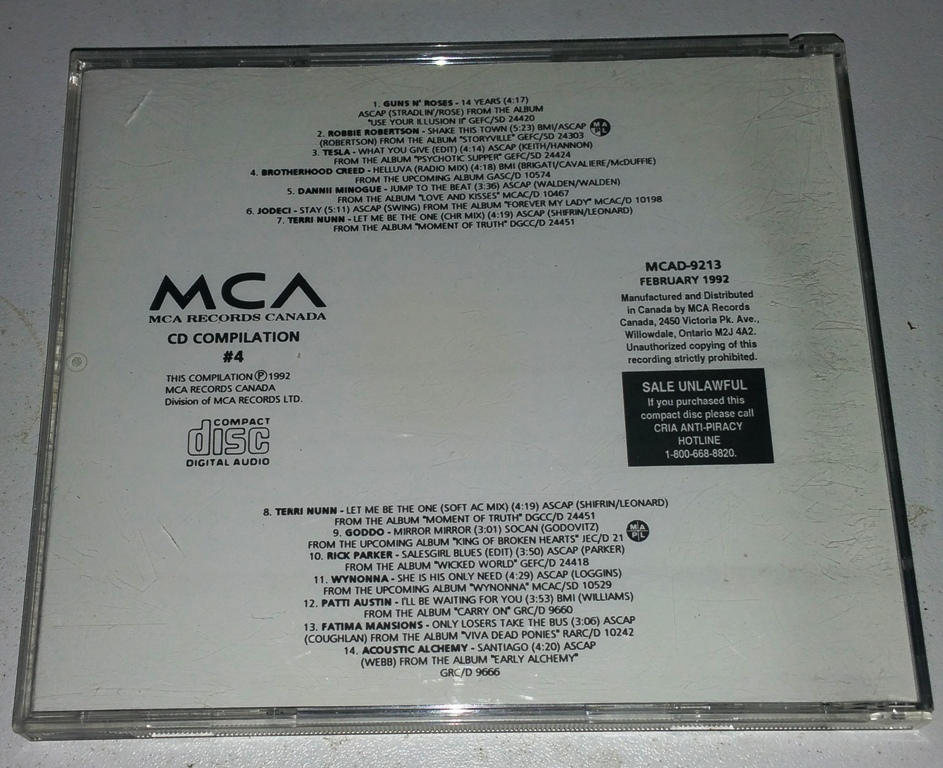 1. GUNS N' ROSES - 14 YEARS (4:17)
ASCAP (STRADLIN'/ROSE) FROM THE ALBUM
"USE YOUR ILLUSION II" GEFC/SD 24420
2. ROBBIE ROBERTSON - SHAKE THIS TOWN (5:23) BMI/ASCAP
(ROBERTSON) FROM THE ALBUM "STORYVILLE" GEFC/SD 24303
MAPL
3. TESLA - WHAT YOU GIVE (EDIT) (4:14) ASCAP (KEITH/HANNON)
FROM THE ALBUM "PSYCHOTIC SUPPER" GEFC/SD 24424
4. BROTHERHOOD CREED - HELLUVA (RADIO MIX) (4:18) BMI (BRIGATI/CAVALIERE/McDUFFIE)
FROM THE UPCOMING ALBUM GASC/D 10574
5. DANNII MINOGUE - JUMP TO THE BEAT (3:36) ASCAP (WALDEN/WALDEN)
FROM THE ALBUM "LOVE AND KISSES" MCAC/D 10467
6. JODECI - STAY (5:11) ASCAP (SWING) FROM THE ALBUM "FOREVER MY LADY" MCAC/D 10198
7. TERRI NUNN - LET ME BE THE ONE (CHR MIX) (4:19) ASCAP (SHIFRIN/LEONARD)
FROM THE ALBUM "MOMENT OF TRUTH" DGCC/D 24451
MCA
MCA RECORDS CANADA
CD COMPILATION
#4
THIS COMPILATION Ⓟ1992
MCA RECORDS CANADA
Division of MCA RECORDS LTD.
COMPACT
disc
DIGITAL AUDIO
MCAD-9213
FEBRUARY 1992
Manufactured and Distributed
in Canada by MCA Records
Canada, 2450 Victoria Pk. Ave.,
Willowdale, Ontario M2J 4A2.
Unauthorized copying of this
recording strictly prohibited.
SALE UNLAWFUL
If you purchased this
compact disc please call
CRIA ANTI-PIRACY
HOTLINE
1-800-668-8820.
8. TERRI NUNN - LET ME BE THE ONE (SOFT AC MIX) (4:19) ASCAP (SHIFRIN/LEONARD)
FROM THE ALBUM "MOMENT OF TRUTH" DGCC/D 24451
9. GODDO - MIRROR MIRROR (3:01) SOCAN (GODOVITZ)
FROM THE UPCOMING ALBUM "KING OF BROKEN HEARTS" JEC/D 21
MAPL
10. RICK PARKER - SALESGIRL BLUES (EDIT) (3:50) ASCAP (PARKER)
FROM THE ALBUM "WICKED WORLD" GEFC/D 24418
11. WYNONNA - SHE IS HIS ONLY NEED (4:29) ASCAP (LOGGINS)
FROM THE UPCOMING ALBUM "WYNONNA" MCAC/SD 10529
12. PATTI AUSTIN - I'LL BE WAITING FOR YOU (3:53) BMI (WILLIAMS)
FROM THE ALBUM "CARRY ON" GRC/D 9660
13. FATIMA MANSIONS - ONLY LOSERS TAKE THE BUS (3:06) ASCAP
(COUGHLAN) FROM THE ALBUM "VIVA DEAD PONIES" RARC/D 10242
14. ACOUSTIC ALCHEMY - SANTIAGO (4:20) ASCAP
(WEBB) FROM THE ALBUM "EARLY ALCHEMY"
GRC/D 9666